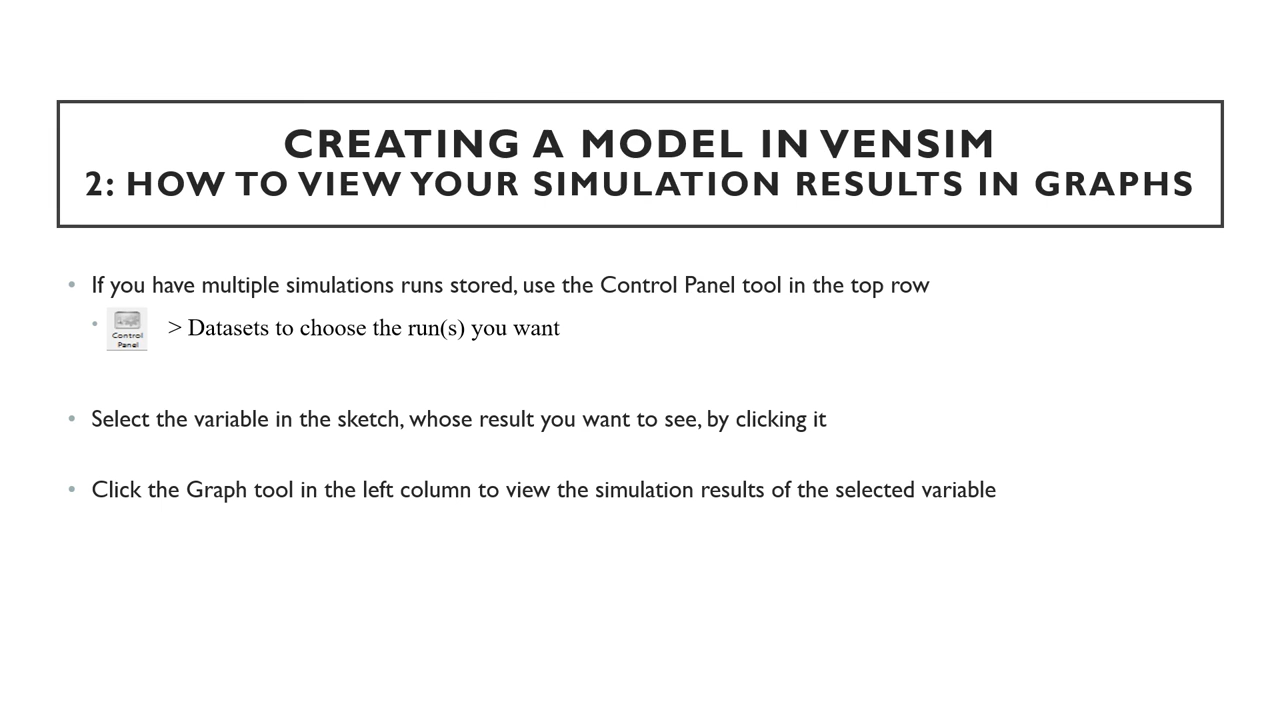 CREATING A MODEL IN VENSIM
2: HOW TO VIEW YOUR SIMULATION RESULTS IN GRAPHS
• If you have multiple simulations runs stored, use the Control Panel tool in the top row
• Control Panel > Datasets to choose the run(s) you want
• Select the variable in the sketch, whose result you want to see, by clicking it
• Click the Graph tool in the left column to view the simulation results of the selected variable